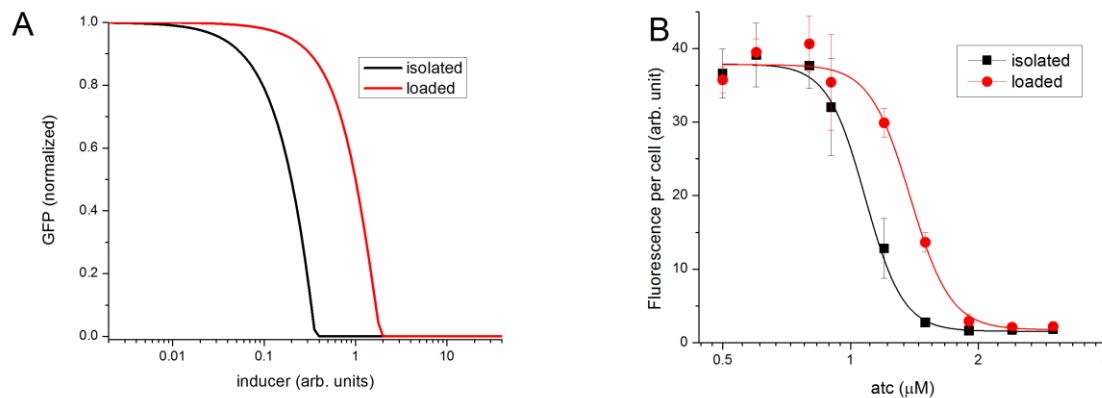 A
1.0
0.8
0.6
0.4
0.2
0.0
GFP (normalized)
isolated
loaded
0.01
0.1
1
10
inducer (arb. units)
B
40
30
20
10
0
Fluorescence per cell (arb. unit)
isolated
loaded
0.5
1
2
atc (μM)